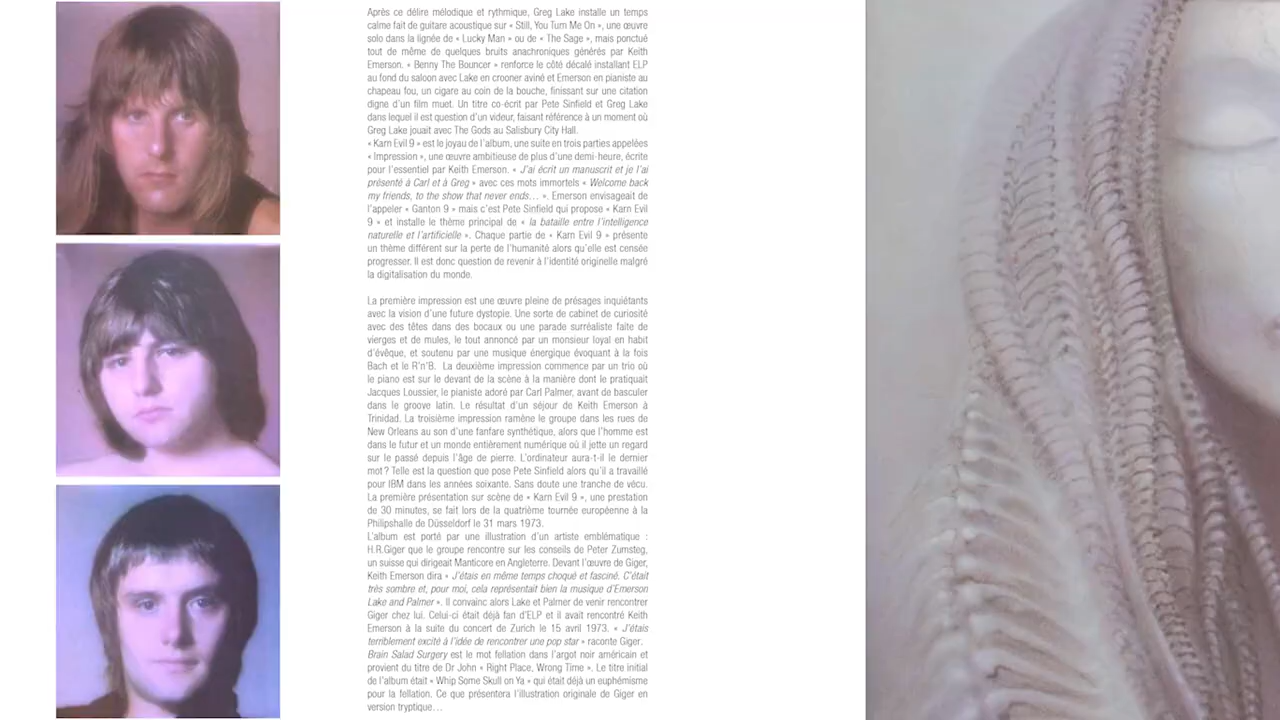 Après ce délire mélodique et rythmique, Greg Lake installe un temps
calme fait de guitare acoustique sur « Still, You Turn Me On », une œuvre
solo dans la lignée de « Lucky Man » ou de « The Sage », mais ponctué
tout de même de quelques bruits anachroniques générés par Keith
Emerson. « Benny The Bouncer » renforce le côté décalé installant ELP
au fond du saloon avec Lake en crooner aviné et Emerson en pianiste au
chapeau fou, un cigare au coin de la bouche, finissant sur une citation
digne d'un film muet. Un titre co-écrit par Pete Sinfield et Greg Lake
dans lequel il est question d'un videur, faisant référence à un moment où
Greg Lake jouait avec The Gods au Salisbury City Hall.
« Karn Evil 9 » est le joyau de l'album, une suite en trois parties appelées
« Impression », une œuvre ambitieuse de plus d'une demi-heure, écrite
pour l'essentiel par Keith Emerson. « J'ai écrit un manuscrit et je l'ai
présenté à Carl et à Greg » avec ces mots immortels « Welcome back
my friends, to the show that never ends… ». Emerson envisageait de
l'appeler « Ganton 9 » mais c'est Pete Sinfield qui propose « Karn Evil
9 » et installe le thème principal de « la bataille entre l'intelligence
naturelle et l'artificielle ». Chaque partie de « Karn Evil 9 » présente
un thème différent sur la perte de l'humanité alors qu'elle est censée
progresser. Il est donc question de revenir à l'identité originelle malgré
la digitalisation du monde.
La première impression est une œuvre pleine de présages inquiétants
avec la vision d'une future dystopie. Une sorte de cabinet de curiosité
avec des têtes dans des bocaux ou une parade surréaliste faite de
vierges et de mules, le tout annoncé par un monsieur loyal en habit
d'évêque, et soutenu par une musique énergique évoquant à la fois
Bach et le R'n'B. La deuxième impression commence par un trio où
le piano est sur le devant de la scène à la manière dont le pratiquait
Jacques Loussier, le pianiste adoré par Carl Palmer, avant de basculer
dans le groove latin. Le résultat d'un séjour de Keith Emerson à
Trinidad. La troisième impression ramène le groupe dans les rues de
New Orleans au son d'une fanfare synthétique, alors que l'homme est
dans le futur et un monde entièrement numérique où il jette un regard
sur le passé depuis l'âge de pierre. L'ordinateur aura-t-il le dernier
mot ? Telle est la question que pose Pete Sinfield alors qu'il a travaillé
pour IBM dans les années soixante. Sans doute une tranche de vécu.
La première présentation sur scène de « Karn Evil 9 », une prestation
de 30 minutes, se fait lors de la quatrième tournée européenne à la
Philipshalle de Düsseldorf le 31 mars 1973.
L'album est porté par une illustration d'un artiste emblématique :
H.R.Giger que le groupe rencontre sur les conseils de Peter Zumsteg,
un suisse qui dirigeait Manticore en Angleterre. Devant l'œuvre de Giger,
Keith Emerson dira « J'étais en même temps choqué et fasciné. C'était
très sombre et, pour moi, cela représentait bien la musique d'Emerson
Lake and Palmer ». Il convainc alors Lake et Palmer de venir rencontrer
Giger chez lui. Celui-ci était déjà fan d'ELP et il avait rencontré Keith
Emerson à la suite du concert de Zurich le 15 avril 1973. « J'étais
terriblement excité à l'idée de rencontrer une pop star » raconte Giger.
Brain Salad Surgery est le mot fellation dans l'argot noir américain et
provient du titre de Dr John « Right Place, Wrong Time ». Le titre initial
de l'album était « Whip Some Skull on Ya » qui était déjà un euphémisme
pour la fellation. Ce que présentera l'illustration originale de Giger en
version tryptique…